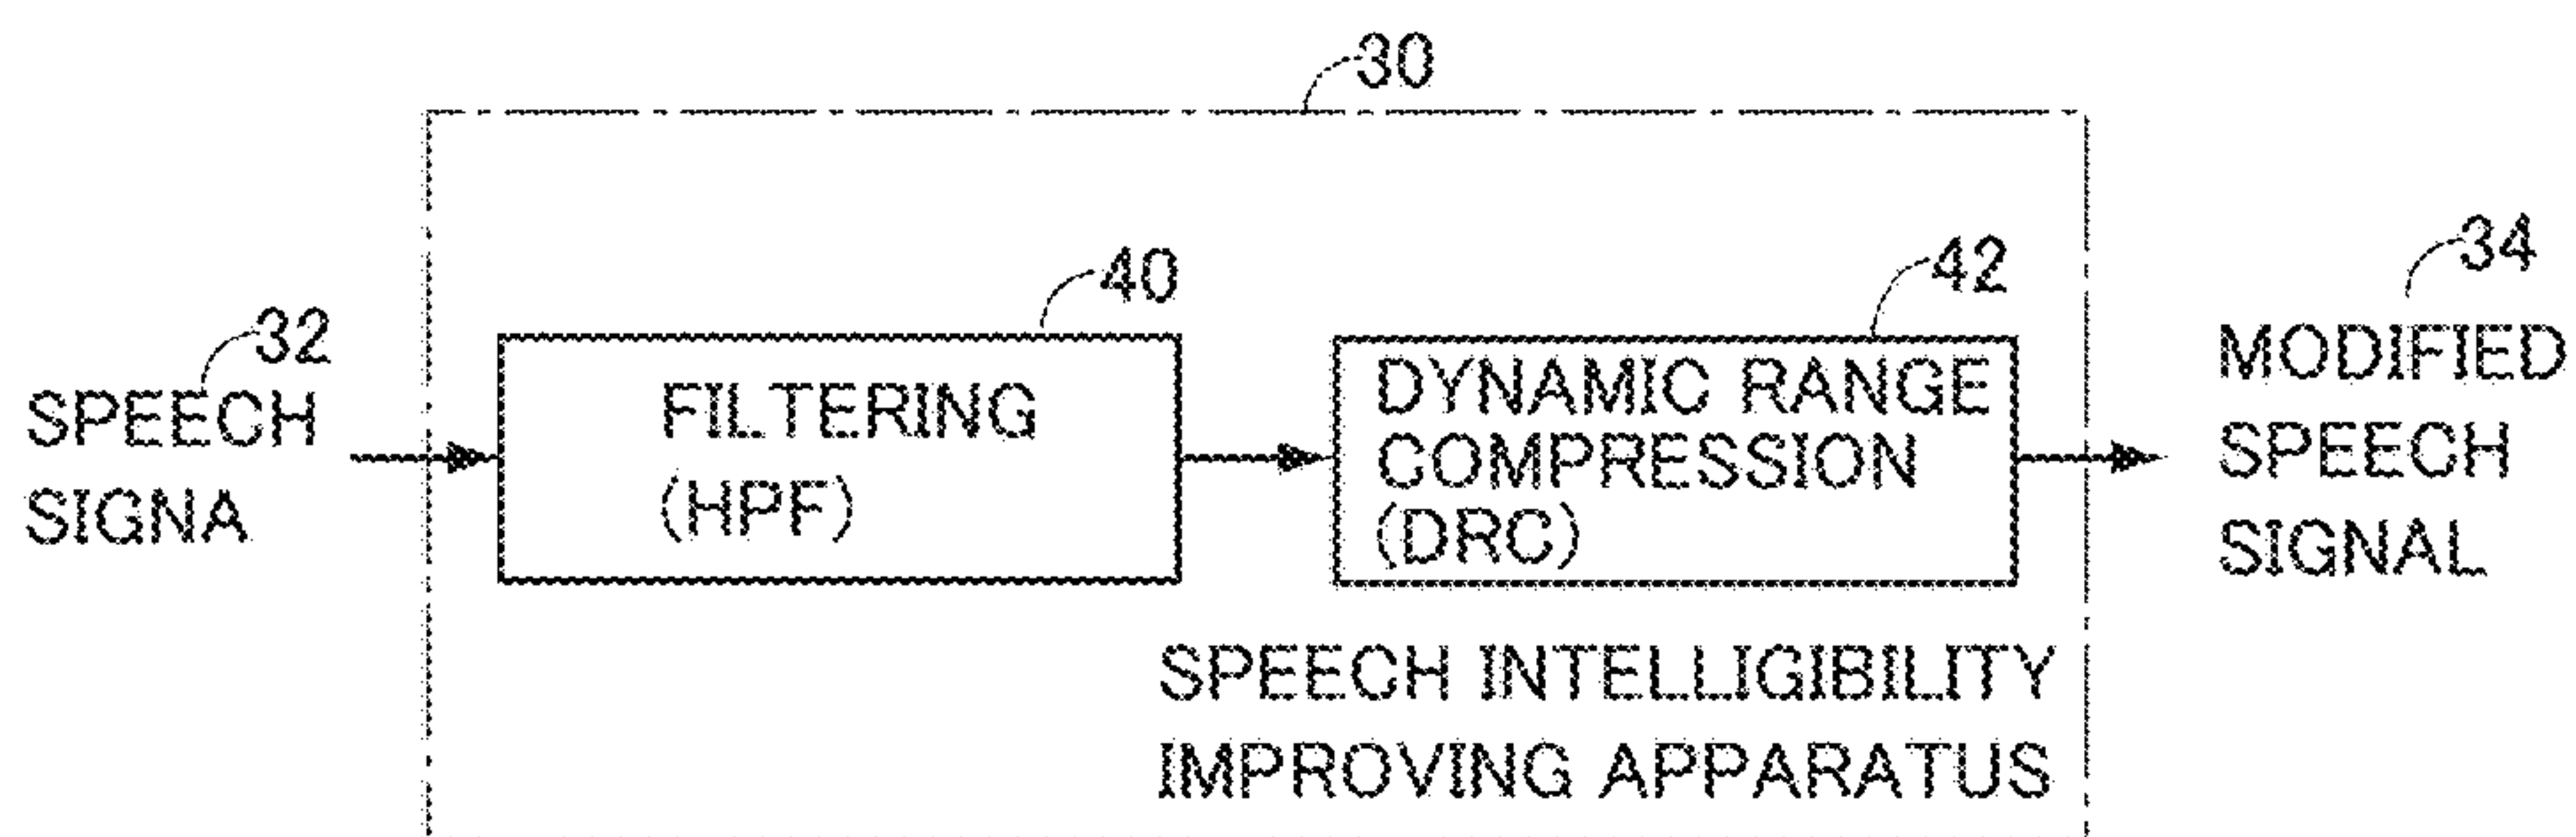 30
32
SPEECH
SIGNA
40
FILTERING
(HPF)
42
DYNAMIC RANGE
COMPRESSION
(DRC)
34
MODIFIED
SPEECH
SIGNAL
SPEECH INTELLIGIBILITY
IMPROVING APPARATUS